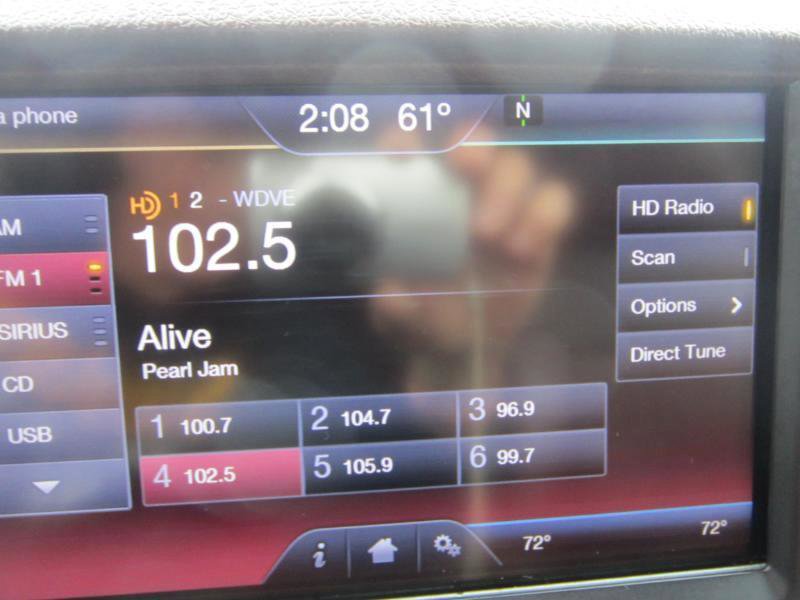 a phone
2:08 61° N
HD 1 2 - WDVE
102.5
Alive
Pearl Jam
AM
FM 1
SIRIUS
CD
USB
HD Radio
Scan
Options
Direct Tune
1 100.7 2 104.7 3 96.9
4 102.5 5 105.9 6 99.7
i
72° 72°